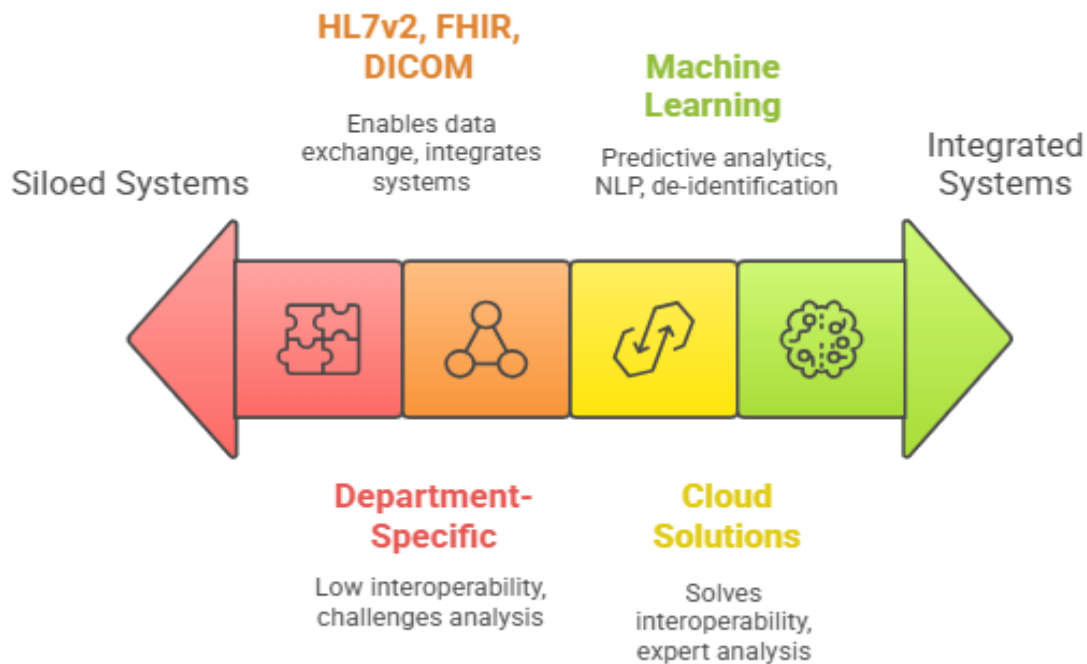 HL7v2, FHIR,
DICOM
Enables data
exchange, integrates
systems
Machine
Learning
Predictive analytics,
NLP, de-identification
Siloed Systems
Integrated
Systems
Department-
Specific
Low interoperability,
challenges analysis
Cloud
Solutions
Solves
interoperability,
expert analysis